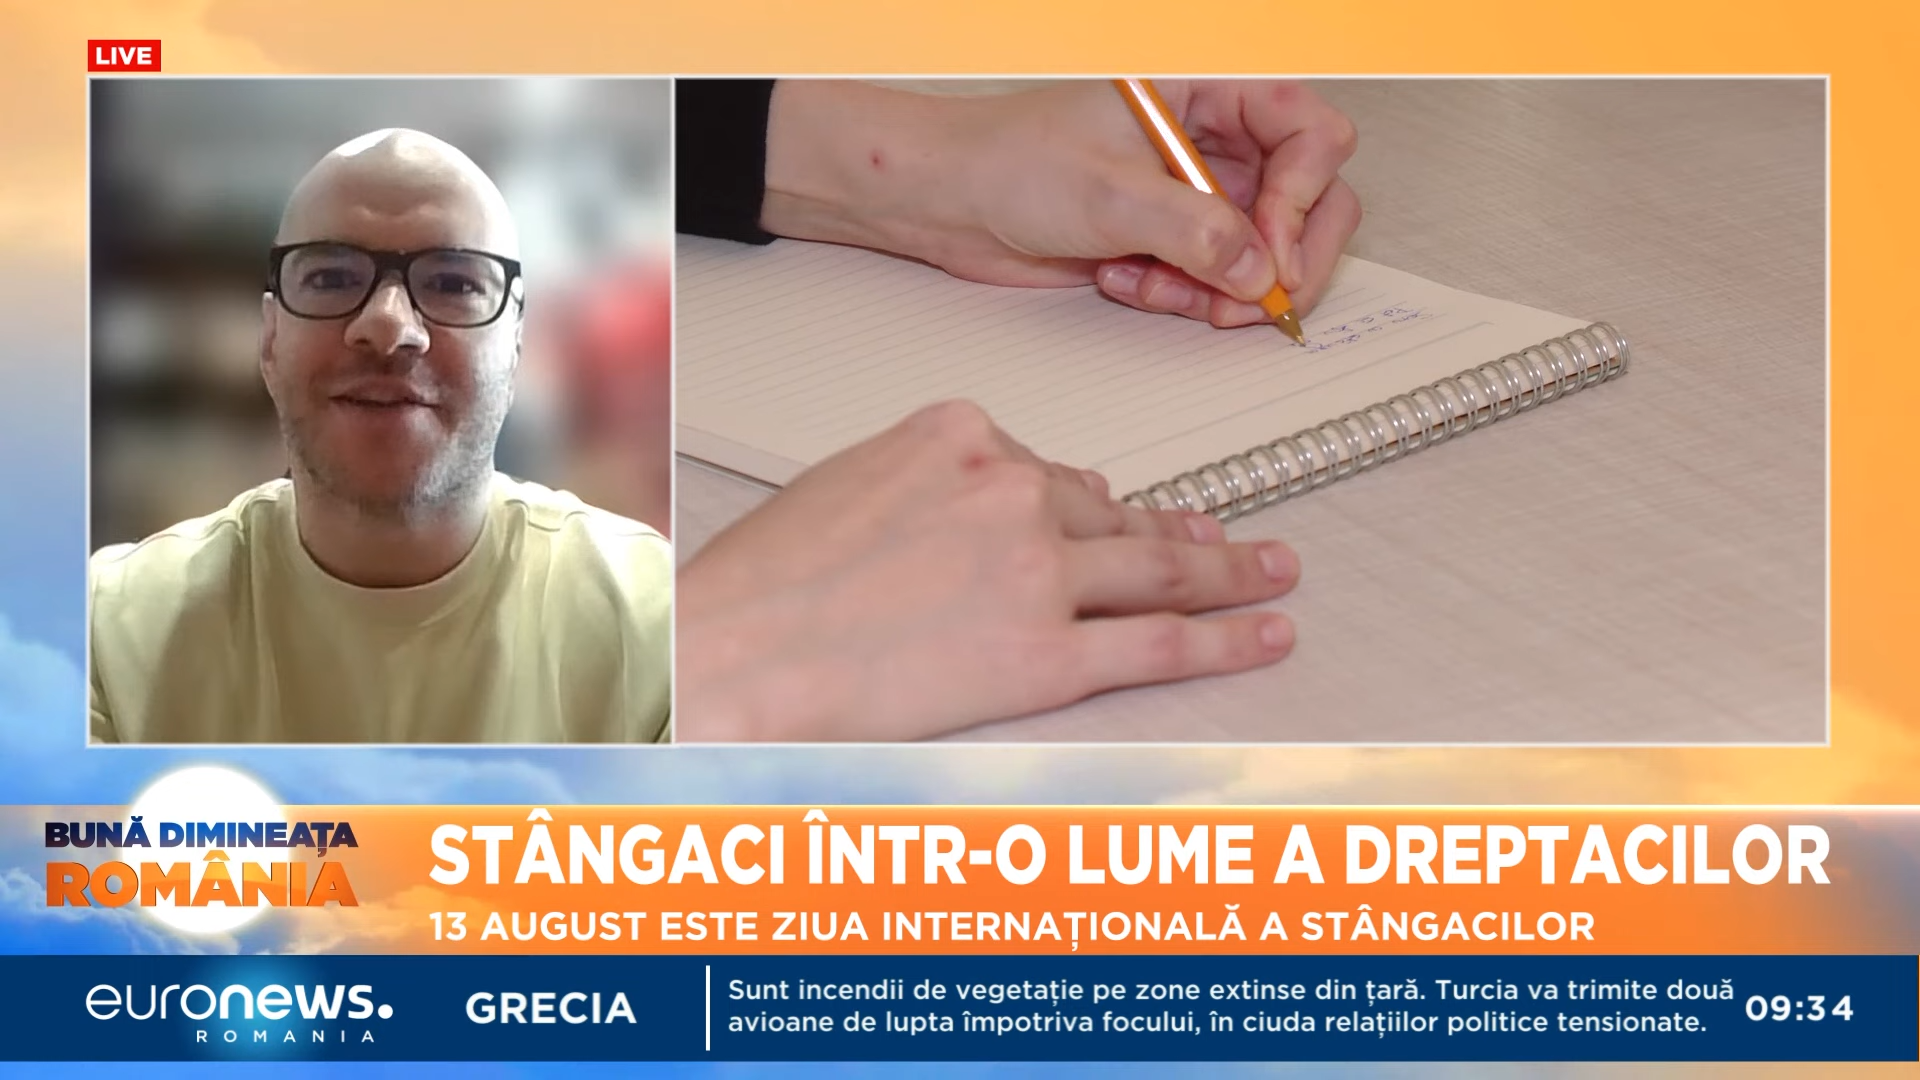 LIVE
BUNĂ DIMINEAȚA
ROMÂNIA
STÂNGACI ÎNTR-O LUME A DREPTACILOR
13 AUGUST ESTE ZIUA INTERNAȚIONALĂ A STÂNGACILOR
euronews.
ROMANIA
GRECIA
Sunt incendii de vegetație pe zone extinse din țară. Turcia va trimite două
avioane de lupta împotriva focului, în ciuda relațiilor politice tensionate.
09:34